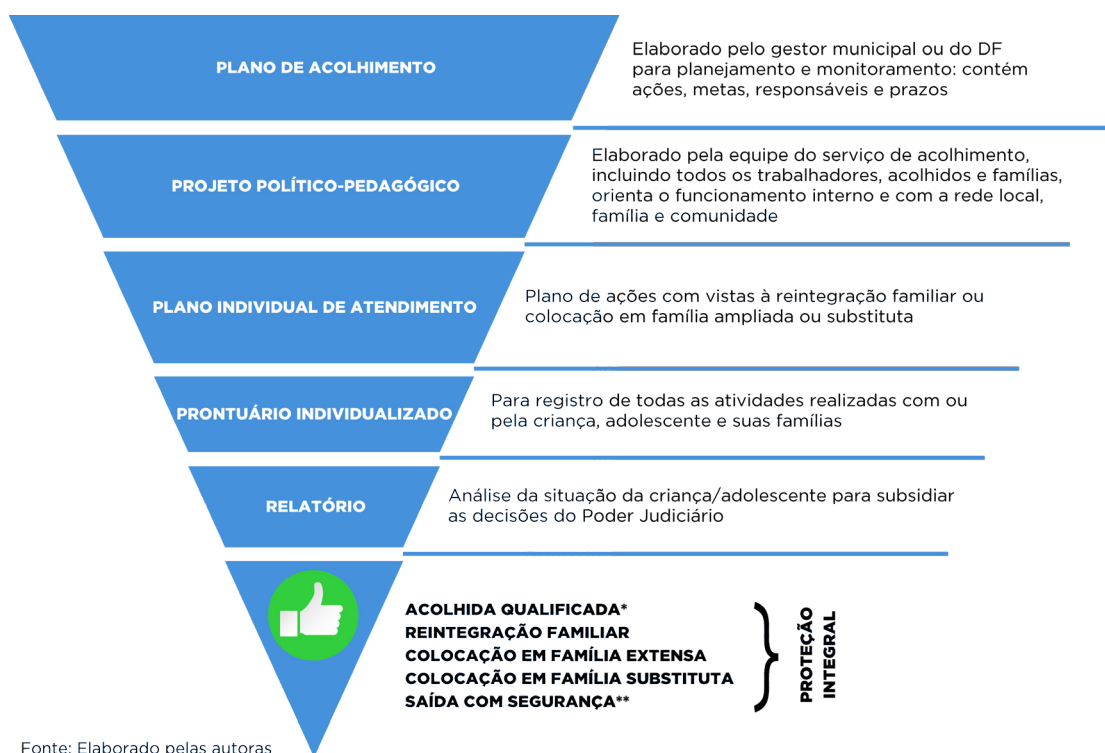 PLANO DE ACOLHIMENTO
Elaborado pelo gestor municipal ou do DF
para planejamento e monitoramento: contém
ações, metas, responsáveis e prazos
PROJETO POLÍTICO-PEDAGÓGICO
Elaborado pela equipe do serviço de acolhimento,
incluindo todos os trabalhadores, acolhidos e famílias,
orienta o funcionamento interno e com a rede local,
família e comunidade
PLANO INDIVIDUAL DE ATENDIMENTO
Plano de ações com vistas à reintegração familiar ou
colocação em família ampliada ou substituta
PRONTUÁRIO INDIVIDUALIZADO
Para registro de todas as atividades realizadas com ou
pela criança, adolescente e suas famílias
RELATÓRIO
Análise da situação da criança/adolescente para subsidiar
as decisões do Poder Judiciário
ACOLHIDA QUALIFICADA*
REINTEGRAÇÃO FAMILIAR
COLOCAÇÃO EM FAMÍLIA EXTENSA
COLOCAÇÃO EM FAMÍLIA SUBSTITUTA
SAÍDA COM SEGURANÇA**
PROTEÇÃO
INTEGRAL
Fonte: Elaborado pelas autoras